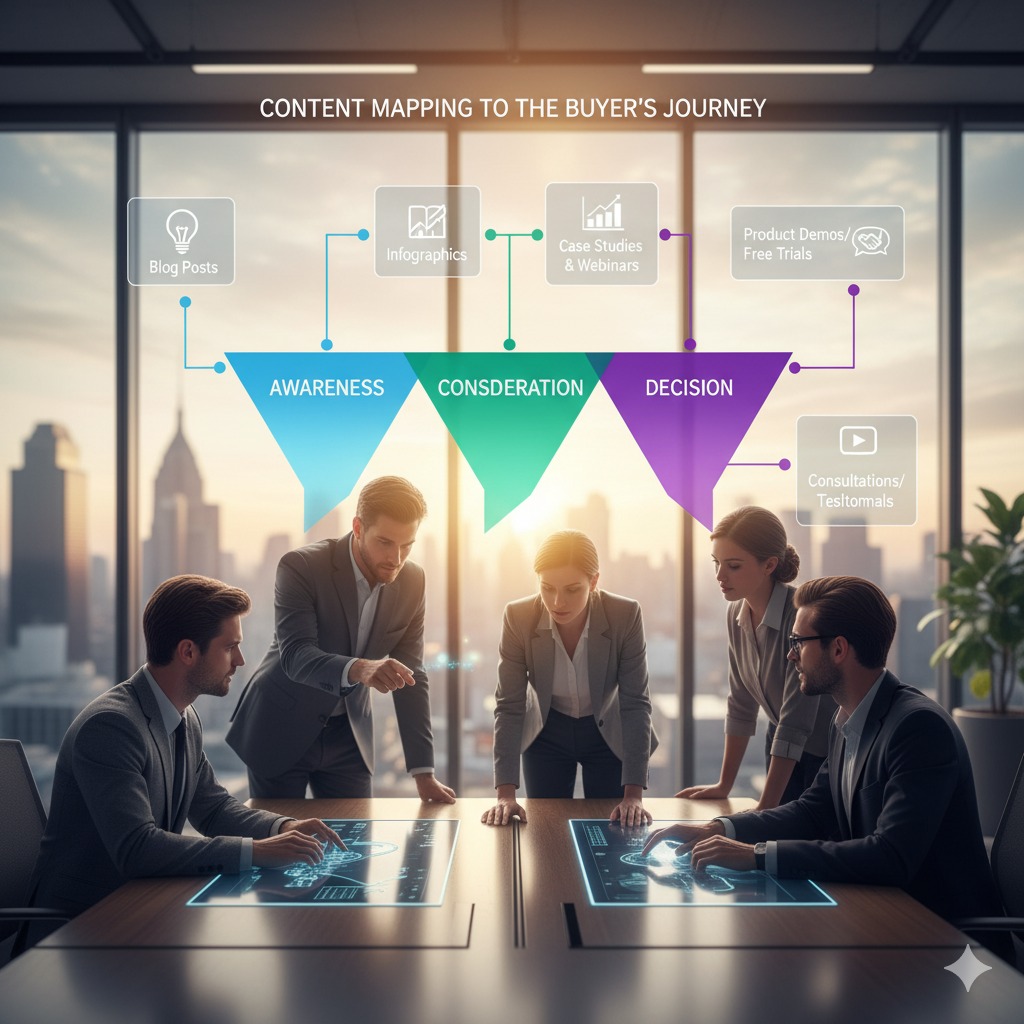 CONTENT MAPPING TO THE BUYER'S JOURNEY
Blog Posts
Infographics
Case Studies
& Webinars
Product Demos/
Free Trials
AWARENESS
CONSDERATION
DECISION
Consultations/
Tesltomals